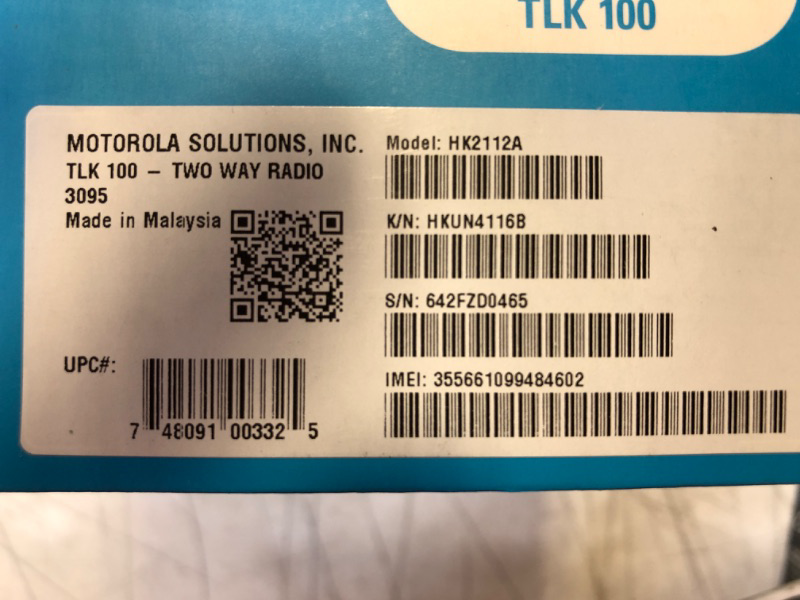 TLK 100
MOTOROLA SOLUTIONS, INC.
TLK 100 – TWO WAY RADIO
3095
Made in Malaysia
UPC#:
7 48091 00332 5
Model: HK2112A
K/N: HKUN4116B
S/N: 642FZD0465
IMEI: 355661099484602